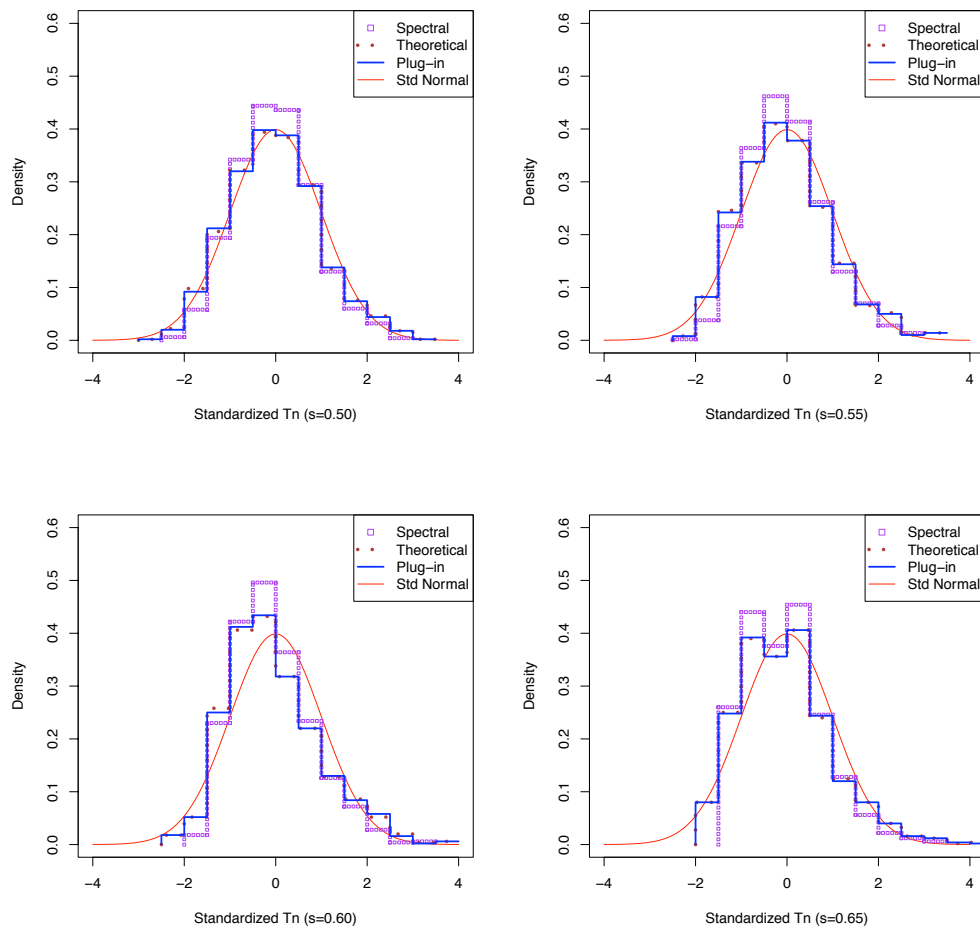 Spectral
Theoretical
Plug-in
Std Normal
0.6
0.5
0.4
0.3
0.2
0.1
0.0
Density
-4 -2 0 2 4
Standardized Tn (s=0.50)
Spectral
Theoretical
Plug-in
Std Normal
0.6
0.5
0.4
0.3
0.2
0.1
0.0
Density
-4 -2 0 2 4
Standardized Tn (s=0.55)
Spectral
Theoretical
Plug-in
Std Normal
0.6
0.5
0.4
0.3
0.2
0.1
0.0
Density
-4 -2 0 2 4
Standardized Tn (s=0.60)
Spectral
Theoretical
Plug-in
Std Normal
0.6
0.5
0.4
0.3
0.2
0.1
0.0
Density
-4 -2 0 2 4
Standardized Tn (s=0.65)